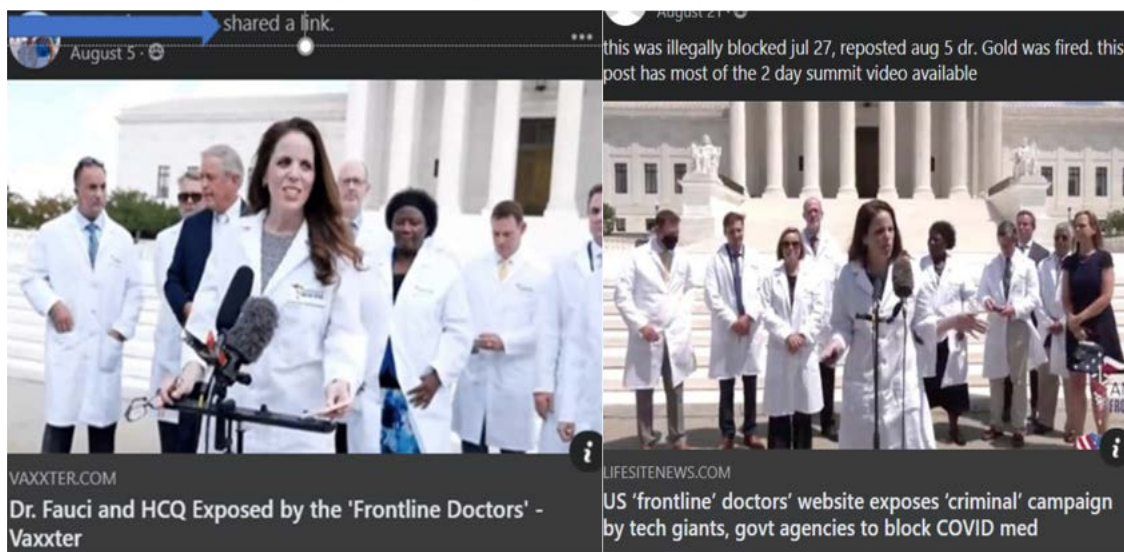 shared a link.
August 5 ·
VAXXTER.COM
Dr. Fauci and HCQ Exposed by the 'Frontline Doctors' -
Vaxxter
August 21 ·
this was illegally blocked jul 27, reposted aug 5 dr. Gold was fired. this
post has most of the 2 day summit video available
LIFESITENEWS.COM
US ‘frontline’ doctors’ website exposes ‘criminal’ campaign
by tech giants, govt agencies to block COVID med